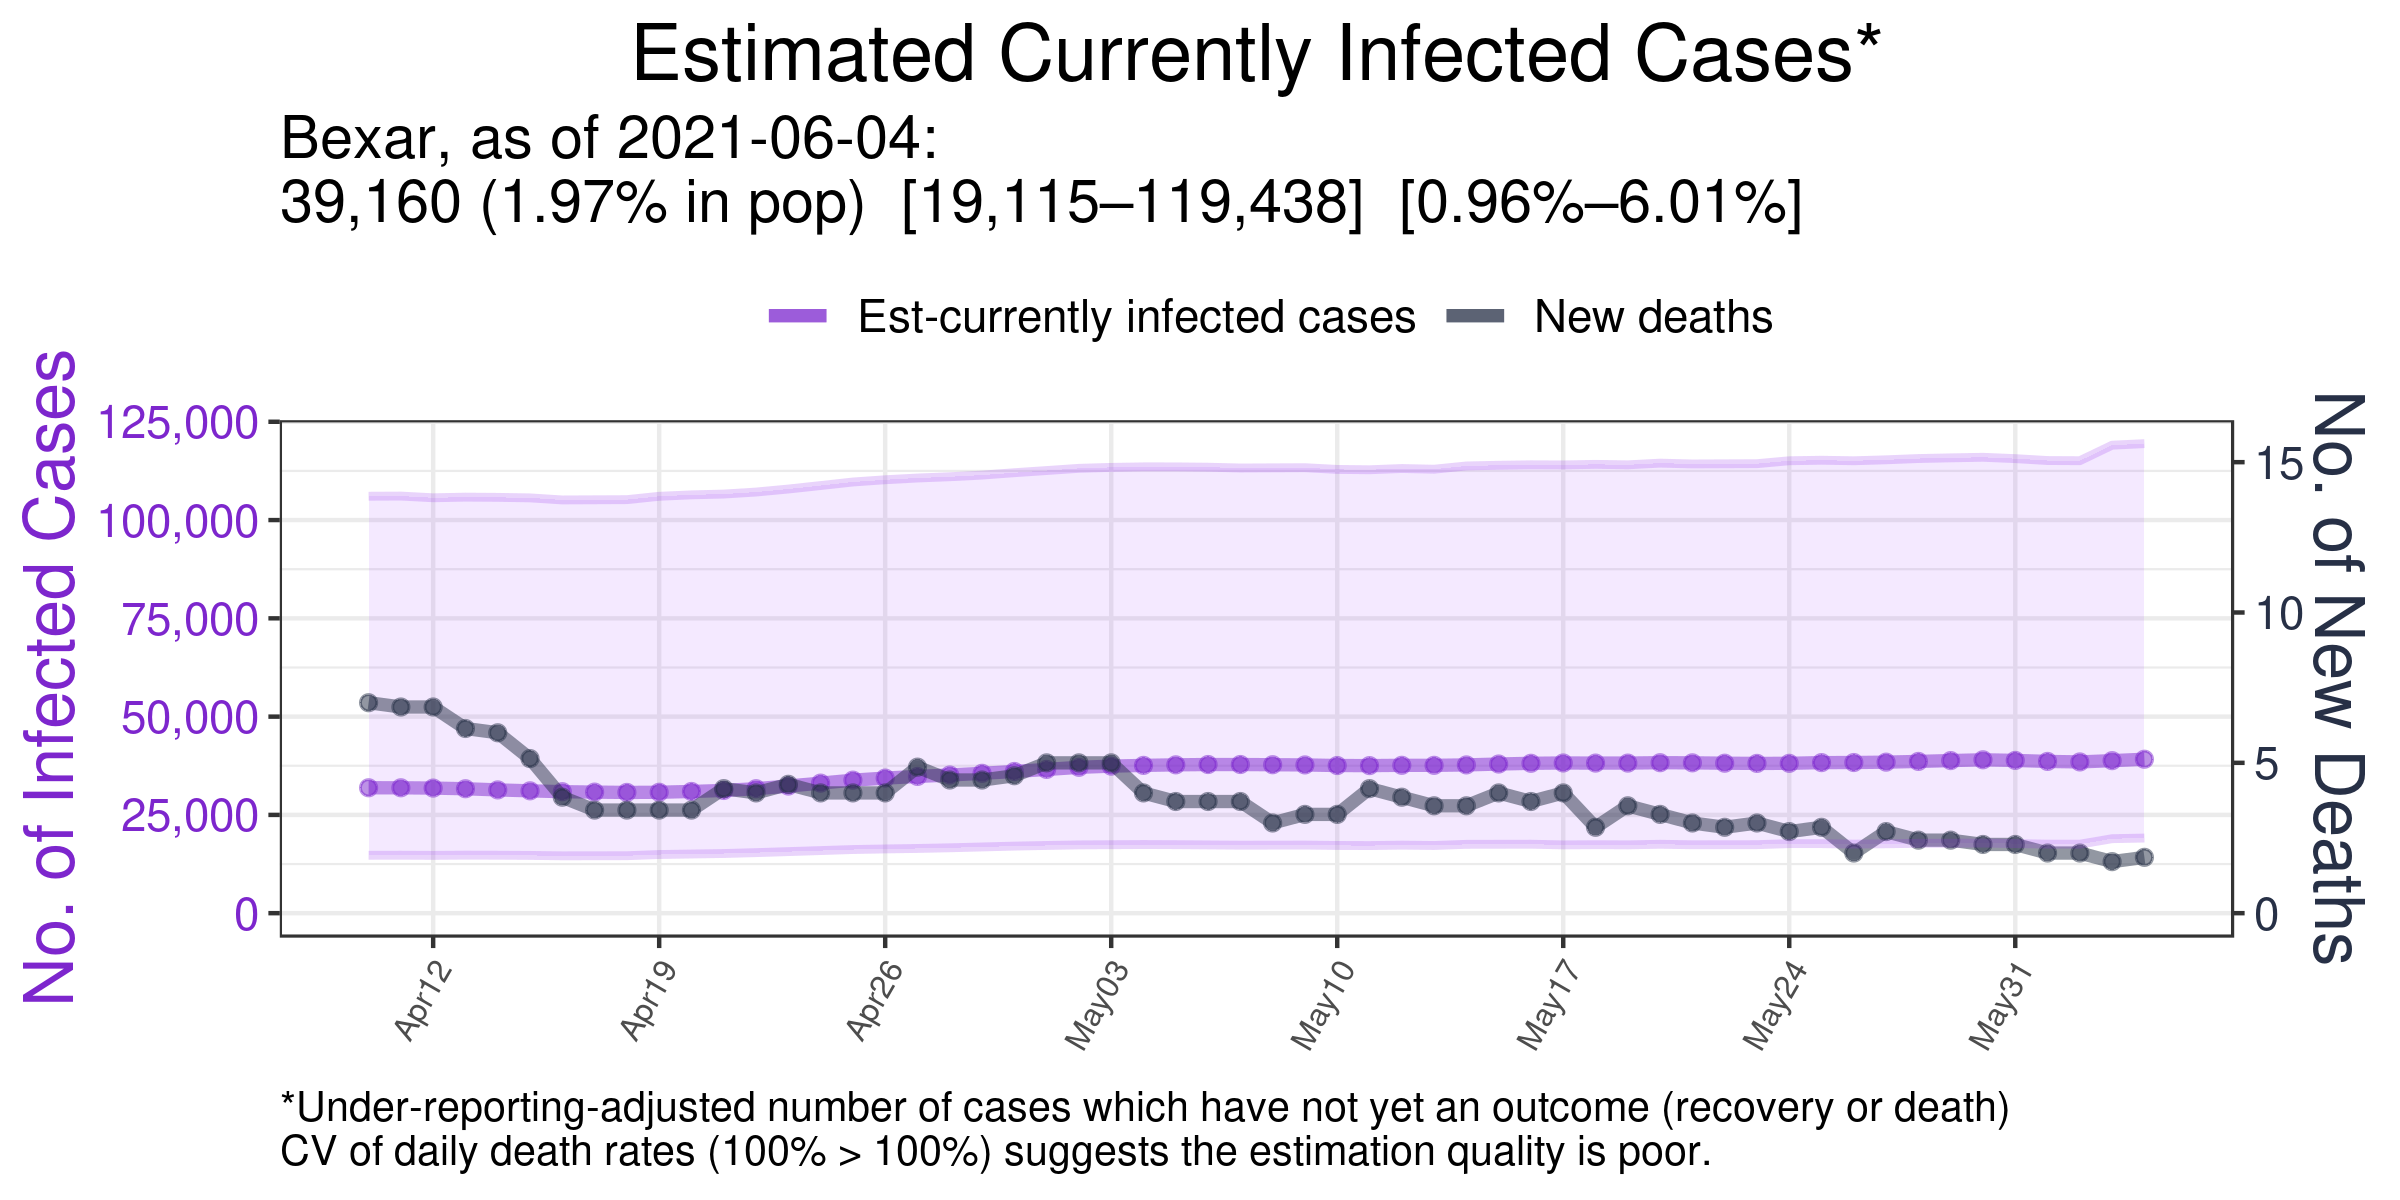 Estimated Currently Infected Cases*
Bexar, as of 2021-06-04:
39,160 (1.97% in pop)  [19,115–119,438]  [0.96%–6.01%]
Est-currently infected cases
New deaths
No. of Infected Cases
125,000
100,000
75,000
50,000
25,000
0
15
10
5
0
No. of New Deaths
Apr12
Apr19
Apr26
May03
May10
May17
May24
May31
*Under-reporting-adjusted number of cases which have not yet an outcome (recovery or death)
CV of daily death rates (100% > 100%) suggests the estimation quality is poor.